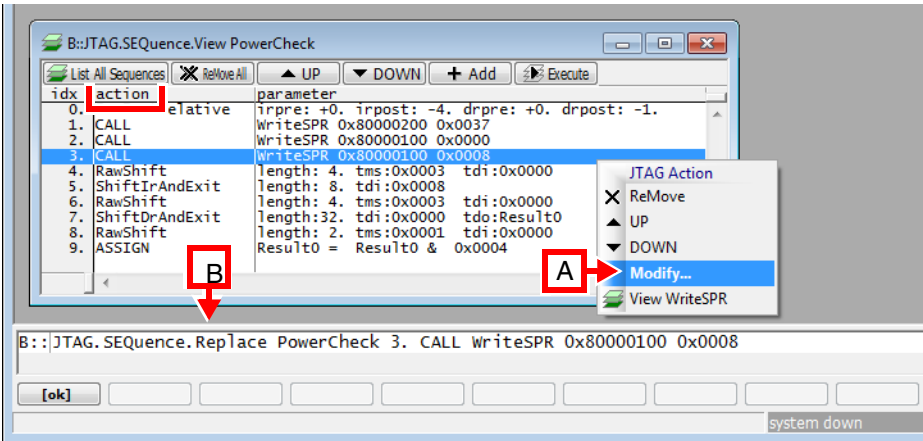 B::JTAG.SEQuence.View PowerCheck
List All Sequences ReMove All UP DOWN + Add Execute
idx action parameter
0. elative irpre: +0. irpost: -4. drpre: +0. drpost: -1.
1. CALL WriteSPR 0x80000200 0x0037
2. CALL WriteSPR 0x80000100 0x0000
3. CALL WriteSPR 0x80000100 0x0008
4. RawShift length: 4. tms:0x0003 tdi:0x0000
5. ShiftIrAndExit length: 8. tdi:0x0008
6. RawShift length: 4. tms:0x0003 tdi:0x0000
7. ShiftDrAndExit length:32. tdi:0x0000 tdo:Result0
8. RawShift length: 2. tms:0x0001 tdi:0x0000
9. ASSIGN Result0 = Result0 & 0x0004
JTAG Action
ReMove
UP
DOWN
Modify...
View WriteSPR
A
B
B::JTAG.SEQuence.Replace PowerCheck 3. CALL WriteSPR 0x80000100 0x0008
[ok]
system down